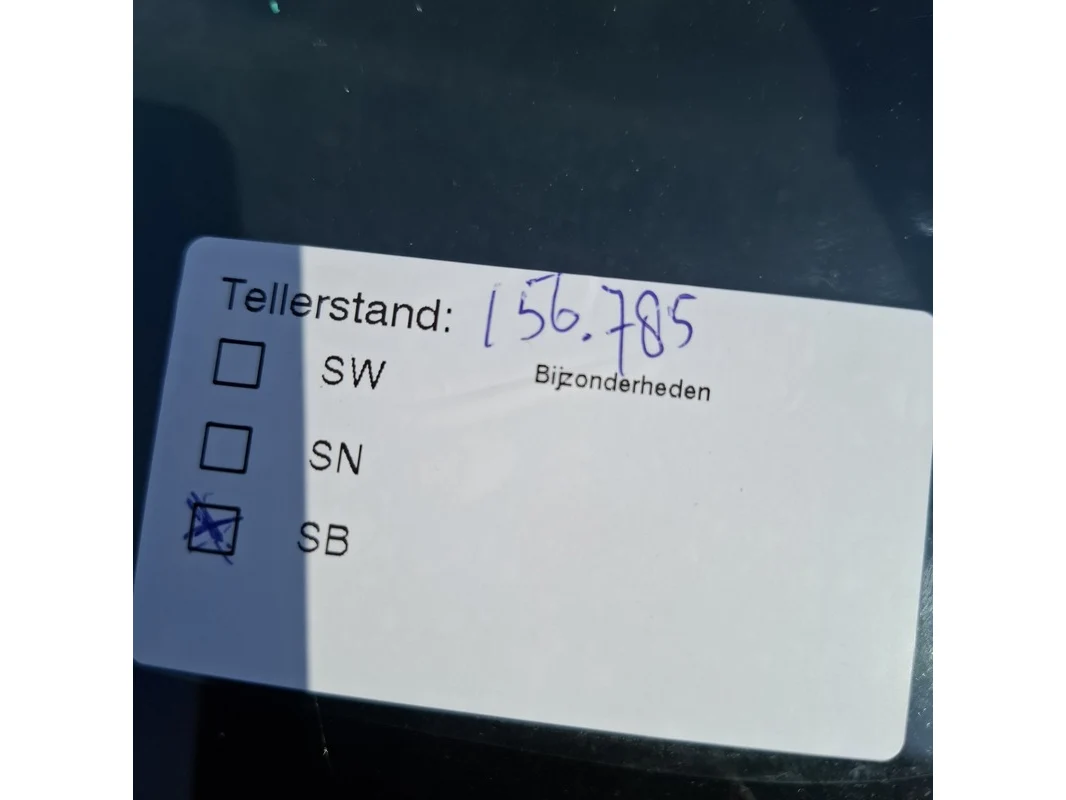 Tellerstand: 156.785
SW
Bijzonderheden
SN
SB